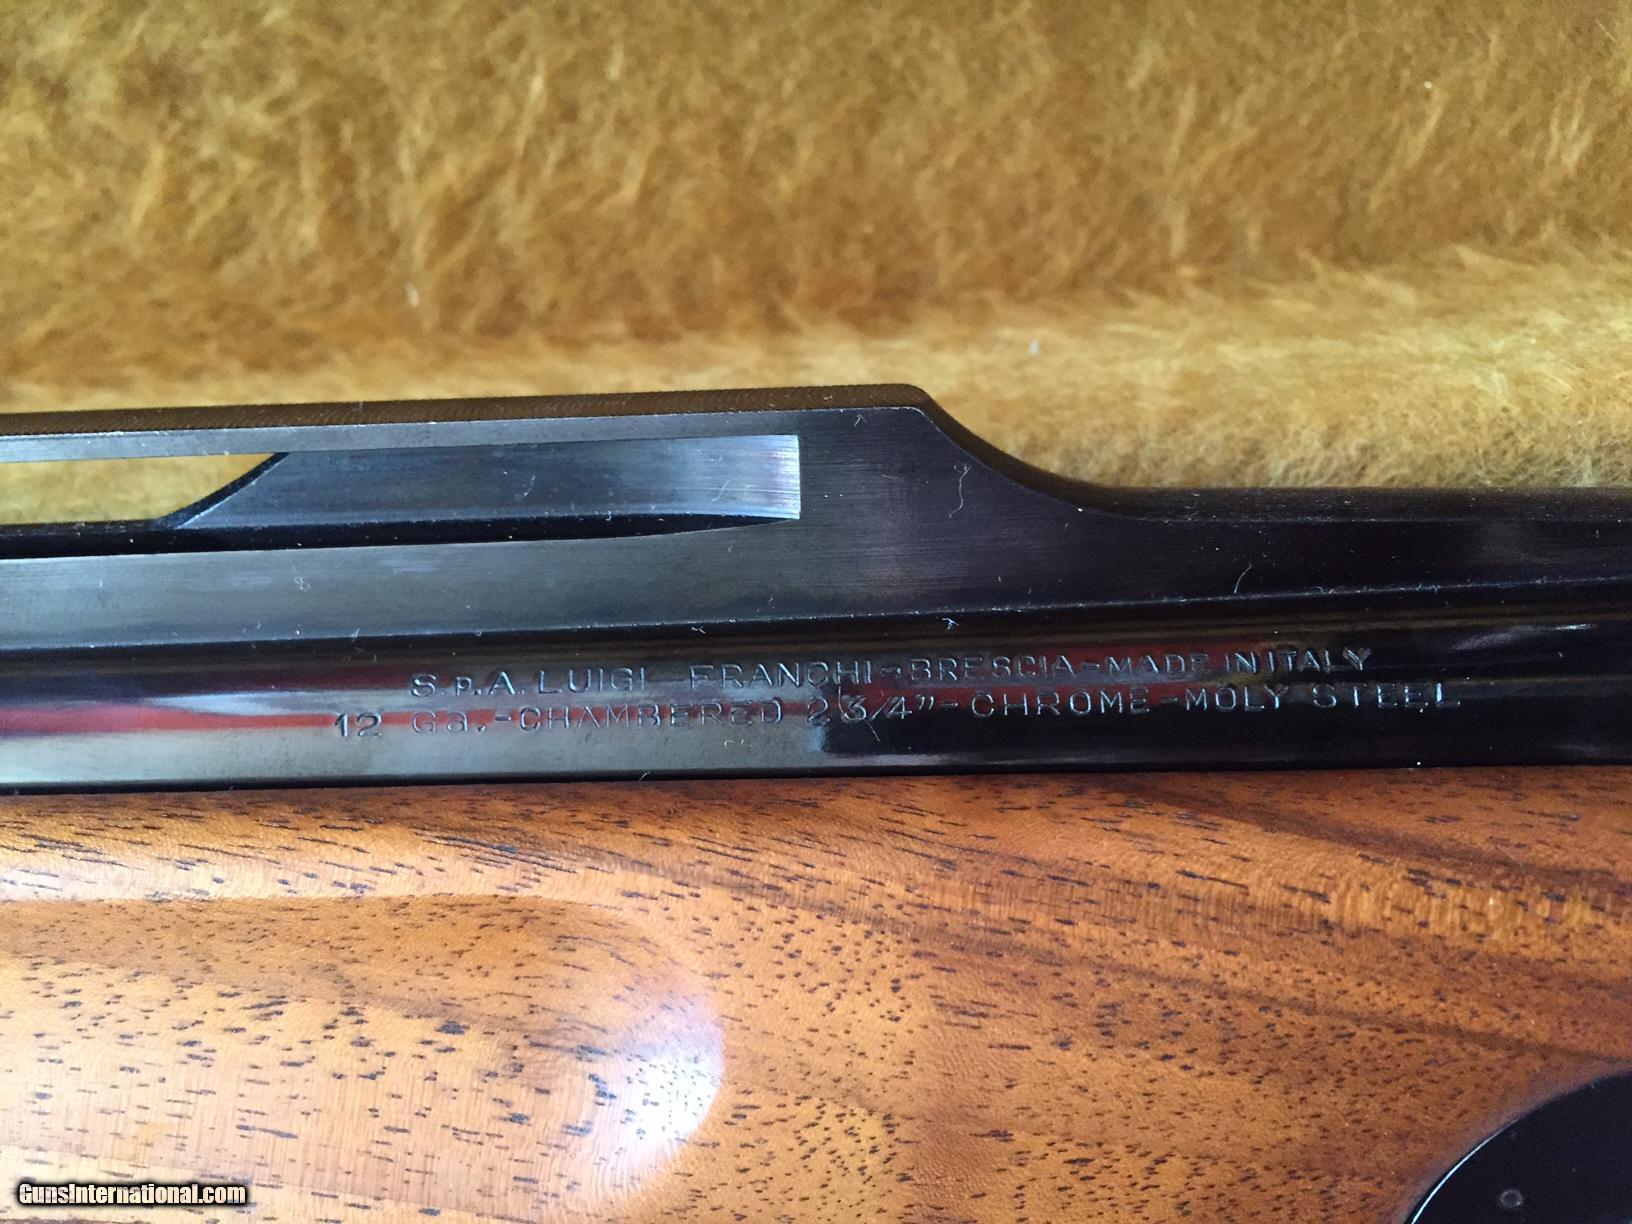 S.p.A. LUIGI FRANCHI-BRESCIA-MADE IN ITALY
12 Ga.-CHAMBERED 2 3/4"-CHROME-MOLY STEEL
GunsInternational.com